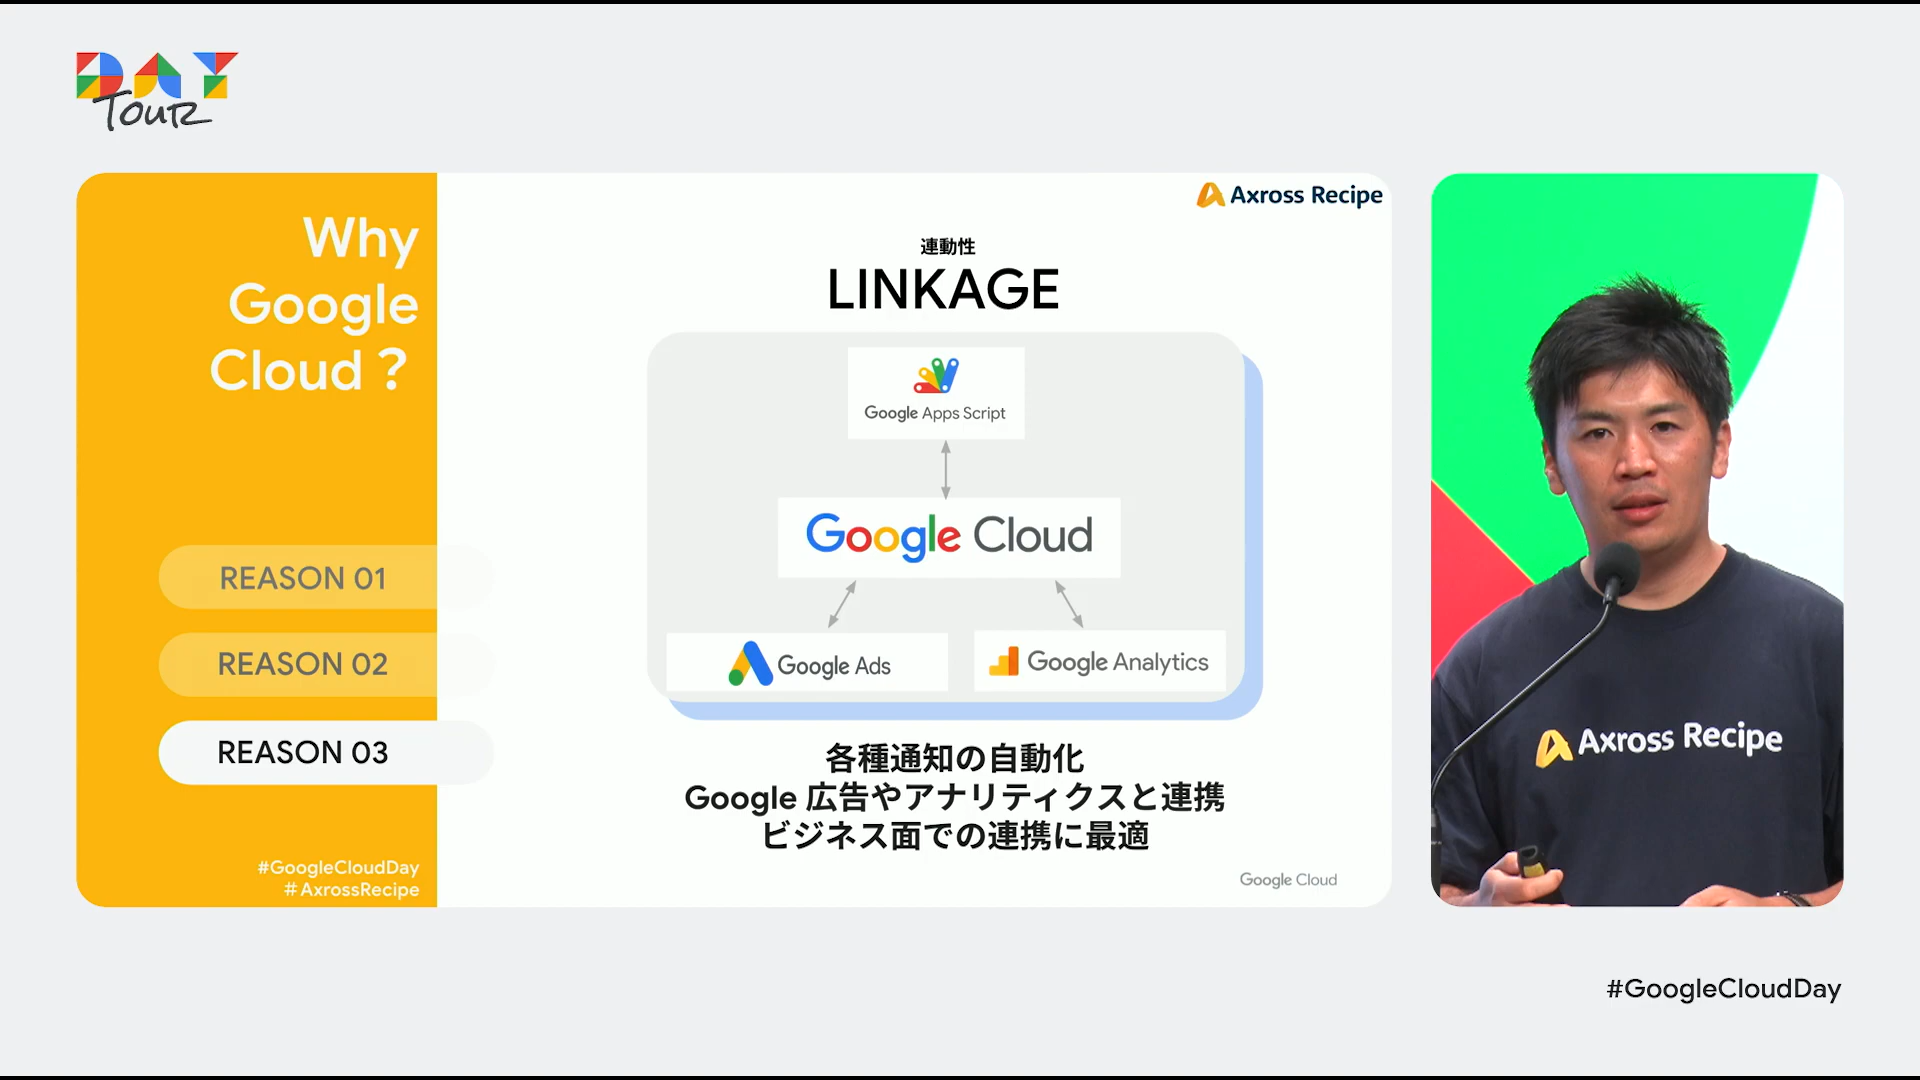 DAY
Tour
Why
Google
Cloud ?
REASON 01
REASON 02
REASON 03
#GoogleCloudDay
# AxrossRecipe
Axross Recipe
連動性
LINKAGE
Google Apps Script
Google Cloud
Google Ads
Google Analytics
各種通知の自動化
Google 広告やアナリティクスと連携
ビジネス面での連携に最適
Google Cloud
Axross Recipe
#GoogleCloudDay